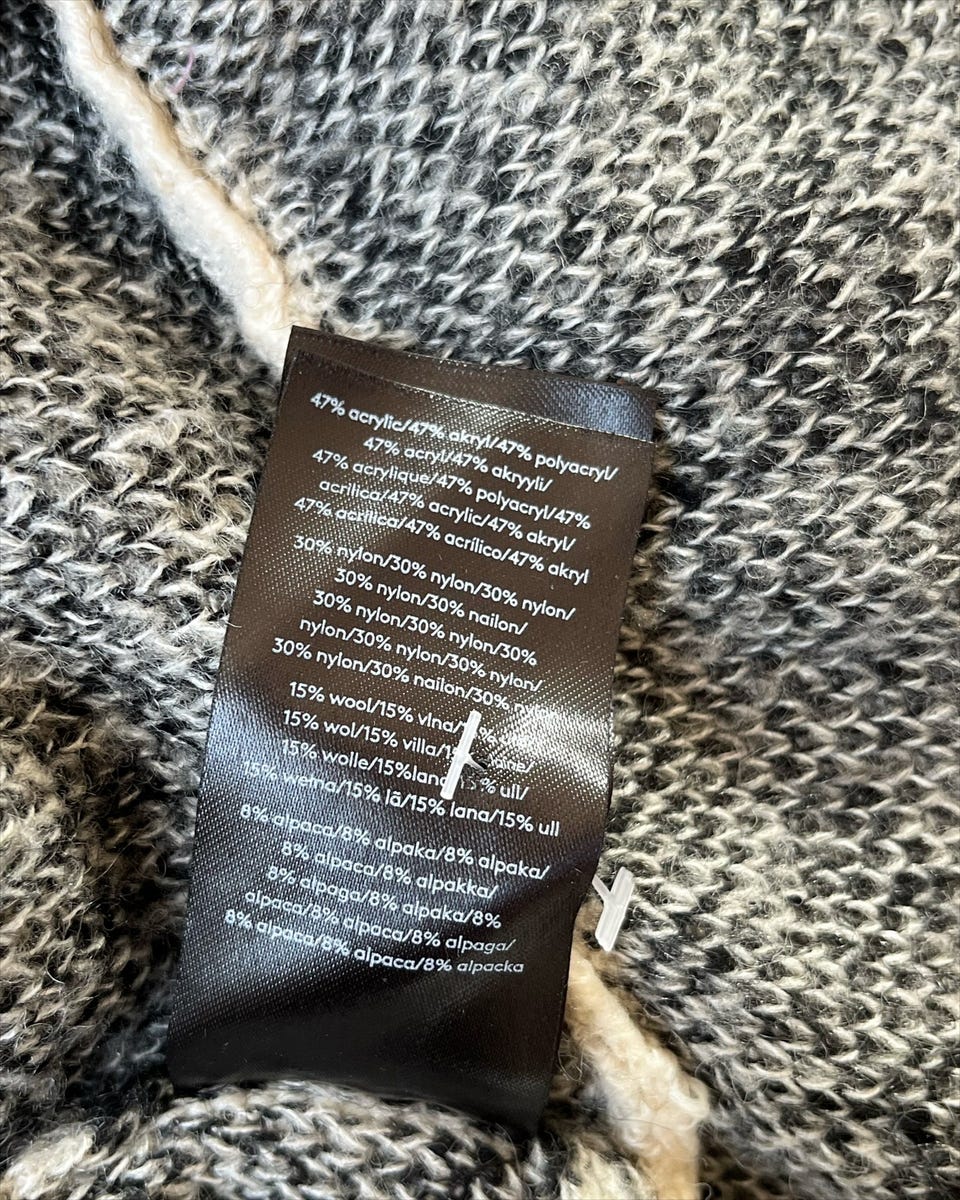 47% acrylic/47% akryl/47% polyacryl/
47% acryl/47% akryyli/
47% acrylique/47% polyacryl/47%
acrilica/47% acrylic/47% akryl/
47% acrílica/47% acrílico/47% akryl
30% nylon/30% nylon/30% nylon/
30% nylon/30% nailon/
30% nylon/30% nylon/30%
nylon/30% nylon/30% nylon/
30% nylon/30% nailon/30%
15% wool/15% vlna/
15% wol/15% villa/
15% wolle/15%lana 15% ull/
15% wełna/15% lã/15% lana/15% ull
8% alpaca/8% alpaka/8% alpaka/
8% alpaca/8% alpakka/
8% alpaga/8% alpaka/8%
alpaca/8% alpaca/8% alpaga/
8% alpaca/8% alpaca/8% alpacka